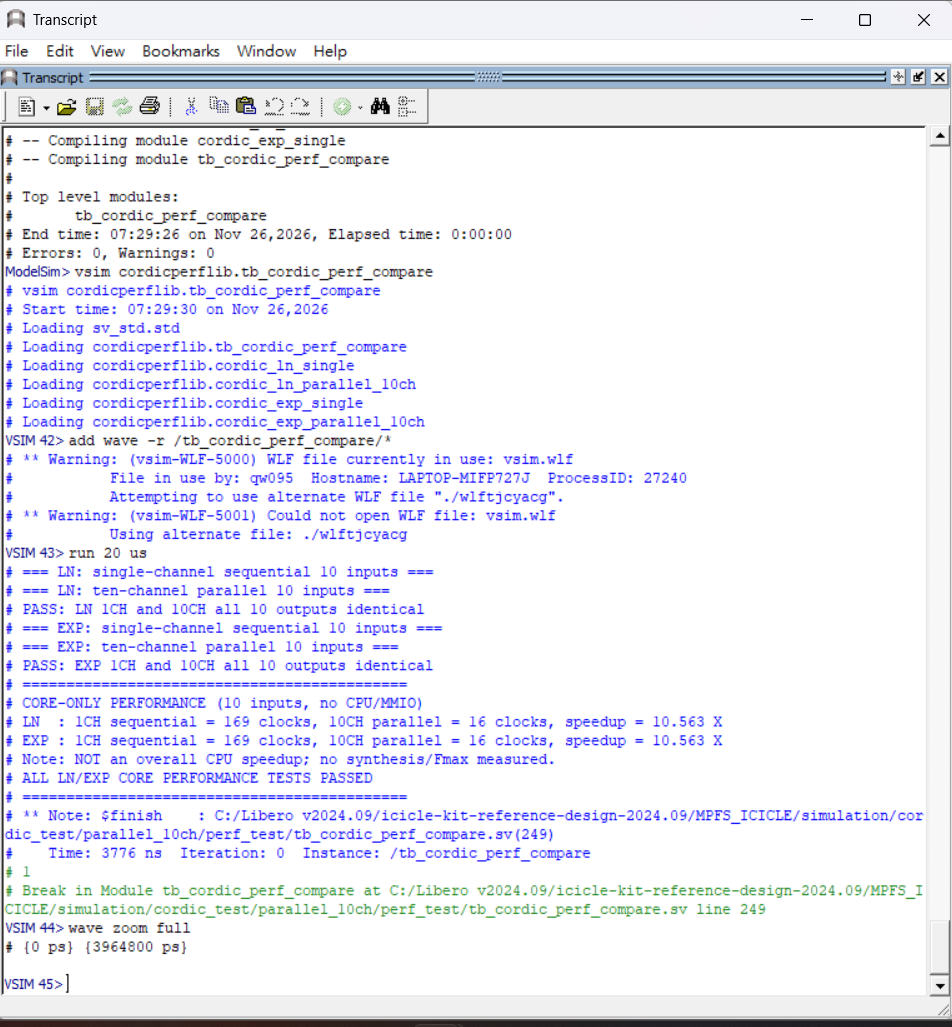 Transcript
File Edit View Bookmarks Window Help
Transcript
# -- Compiling module cordic_exp_single
# -- Compiling module tb_cordic_perf_compare
#
# Top level modules:
#       tb_cordic_perf_compare
# End time: 07:29:26 on Nov 26,2026, Elapsed time: 0:00:00
# Errors: 0, Warnings: 0
ModelSim> vsim cordicperflib.tb_cordic_perf_compare
# vsim cordicperflib.tb_cordic_perf_compare
# Start time: 07:29:30 on Nov 26,2026
# Loading sv_std.std
# Loading cordicperflib.tb_cordic_perf_compare
# Loading cordicperflib.cordic_ln_single
# Loading cordicperflib.cordic_ln_parallel_10ch
# Loading cordicperflib.cordic_exp_single
# Loading cordicperflib.cordic_exp_parallel_10ch
VSIM 42> add wave -r /tb_cordic_perf_compare/*
# ** Warning: (vsim-WLF-5000) WLF file currently in use: vsim.wlf
#           File in use by: qw095  Hostname: LAPTOP-MIFP727J  ProcessID: 27240
#           Attempting to use alternate WLF file "./wlftjcyacg".
# ** Warning: (vsim-WLF-5001) Could not open WLF file: vsim.wlf
#           Using alternate file: ./wlftjcyacg
VSIM 43> run 20 us
# === LN: single-channel sequential 10 inputs ===
# === LN: ten-channel parallel 10 inputs ===
# PASS: LN 1CH and 10CH all 10 outputs identical
# === EXP: single-channel sequential 10 inputs ===
# === EXP: ten-channel parallel 10 inputs ===
# PASS: EXP 1CH and 10CH all 10 outputs identical
# ============================================
# CORE-ONLY PERFORMANCE (10 inputs, no CPU/MMIO)
# LN  : 1CH sequential = 169 clocks, 10CH parallel = 16 clocks, speedup = 10.563 X
# EXP : 1CH sequential = 169 clocks, 10CH parallel = 16 clocks, speedup = 10.563 X
# Note: NOT an overall CPU speedup; no synthesis/Fmax measured.
# ALL LN/EXP CORE PERFORMANCE TESTS PASSED
# ============================================
# ** Note: $finish    : C:/Libero v2024.09/icicle-kit-reference-design-2024.09/MPFS_ICICLE/simulation/cor
dic_test/parallel_10ch/perf_test/tb_cordic_perf_compare.sv(249)
#    Time: 3776 ns  Iteration: 0  Instance: /tb_cordic_perf_compare
# 1
# Break in Module tb_cordic_perf_compare at C:/Libero v2024.09/icicle-kit-reference-design-2024.09/MPFS_I
CICLE/simulation/cordic_test/parallel_10ch/perf_test/tb_cordic_perf_compare.sv line 249
VSIM 44> wave zoom full
# {0 ps} {3964800 ps}
VSIM 45>